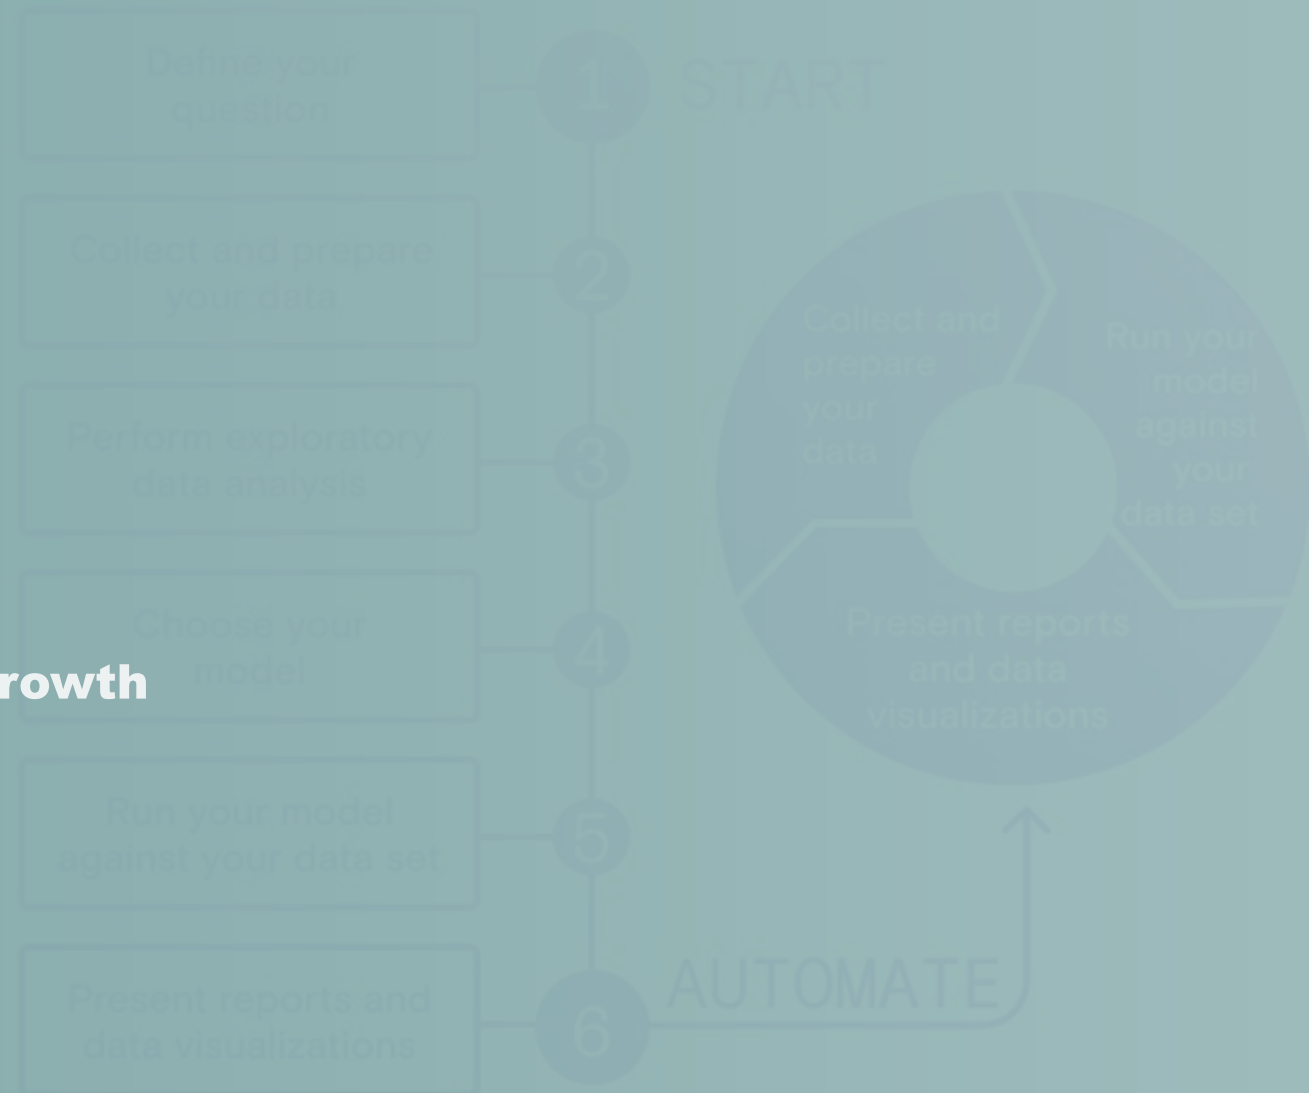 Define your
question
1
START
Collect and prepare
your data
2
Perform exploratory
data analysis
3
Choose your
model
4
rowth
Run your model
against your data set
5
Present reports and
data visualizations
6
AUTOMATE
Collect and
prepare
your
data
Run your
model
against
your
data set
Present reports
and data
visualizations